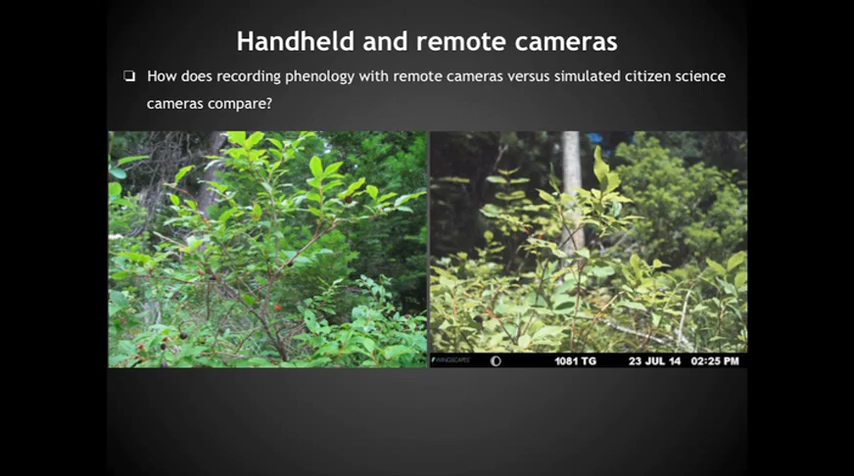 Handheld and remote cameras
❑ How does recording phenology with remote cameras versus simulated citizen science
cameras compare?
WINGSCAPES 1081 TG 23 JUL 14 02:25 PM